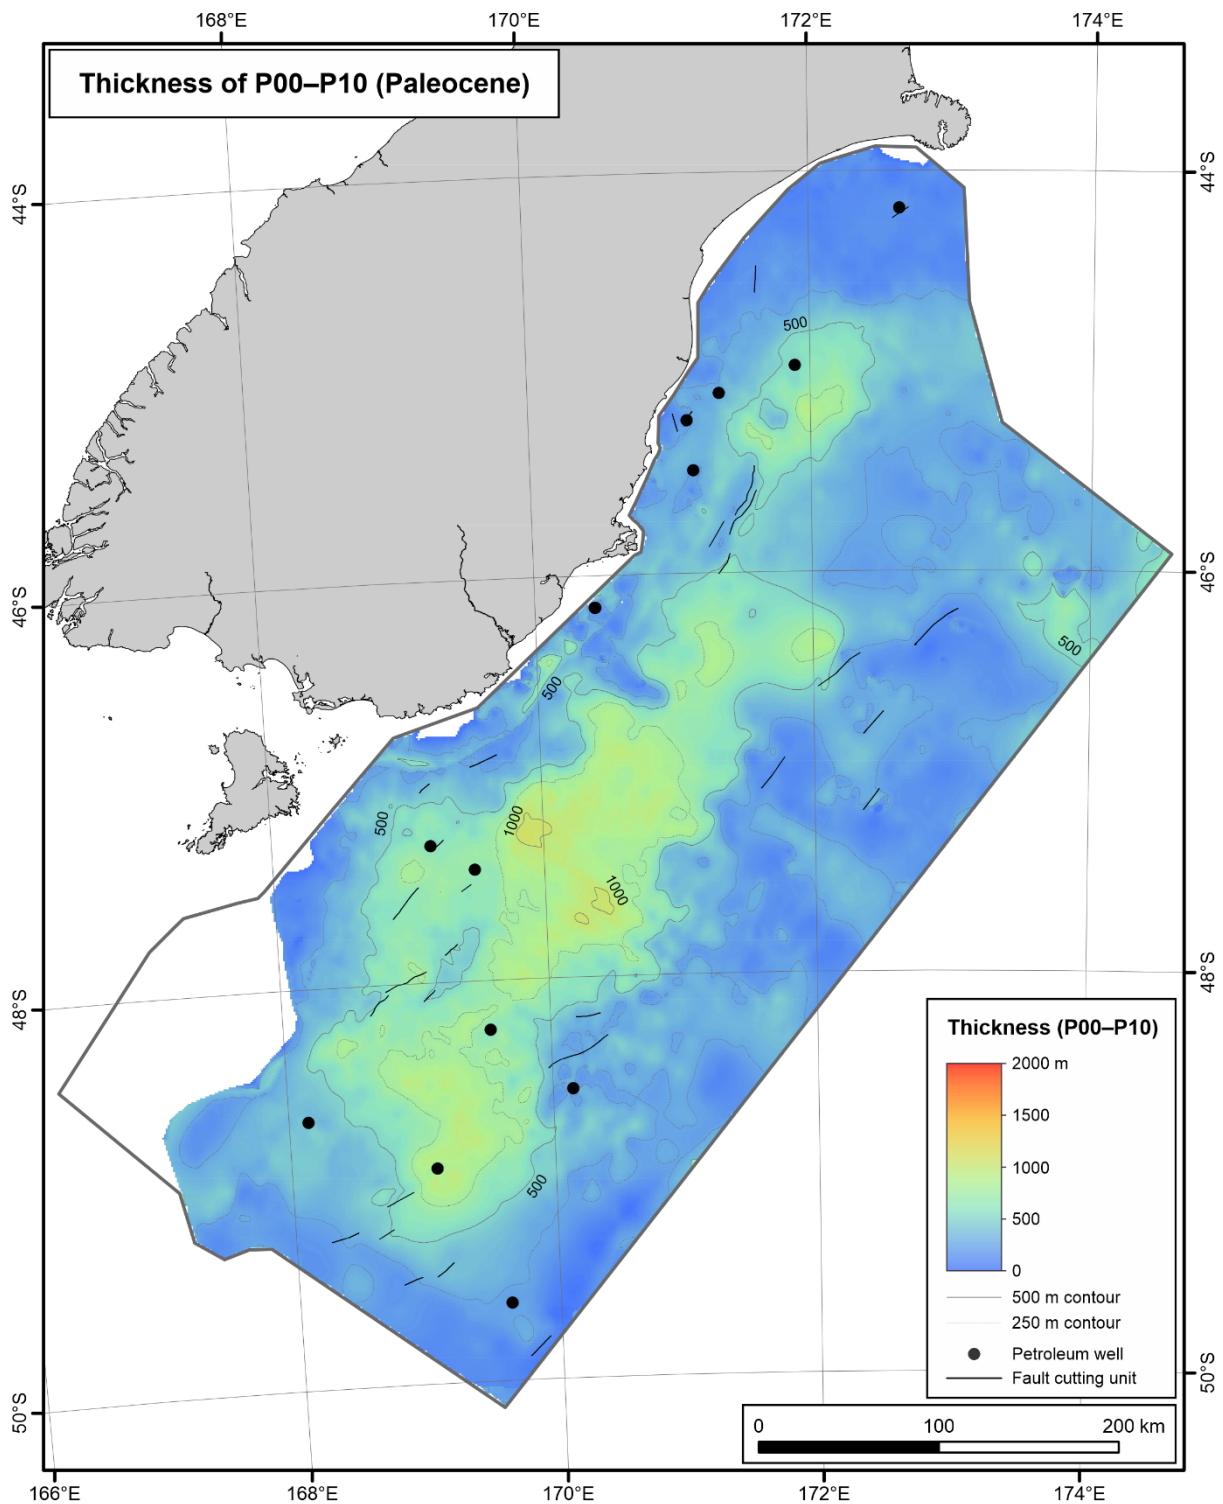 168°E
170°E
172°E
174°E
Thickness of P00–P10 (Paleocene)
44°S
44°S
500
46°S
46°S
500
500
500
1000
1000
48°S
48°S
500
Thickness (P00–P10)
2000 m
1500
1000
500
0
500 m contour
250 m contour
Petroleum well
Fault cutting unit
50°S
50°S
0
100
200 km
166°E
168°E
170°E
172°E
174°E